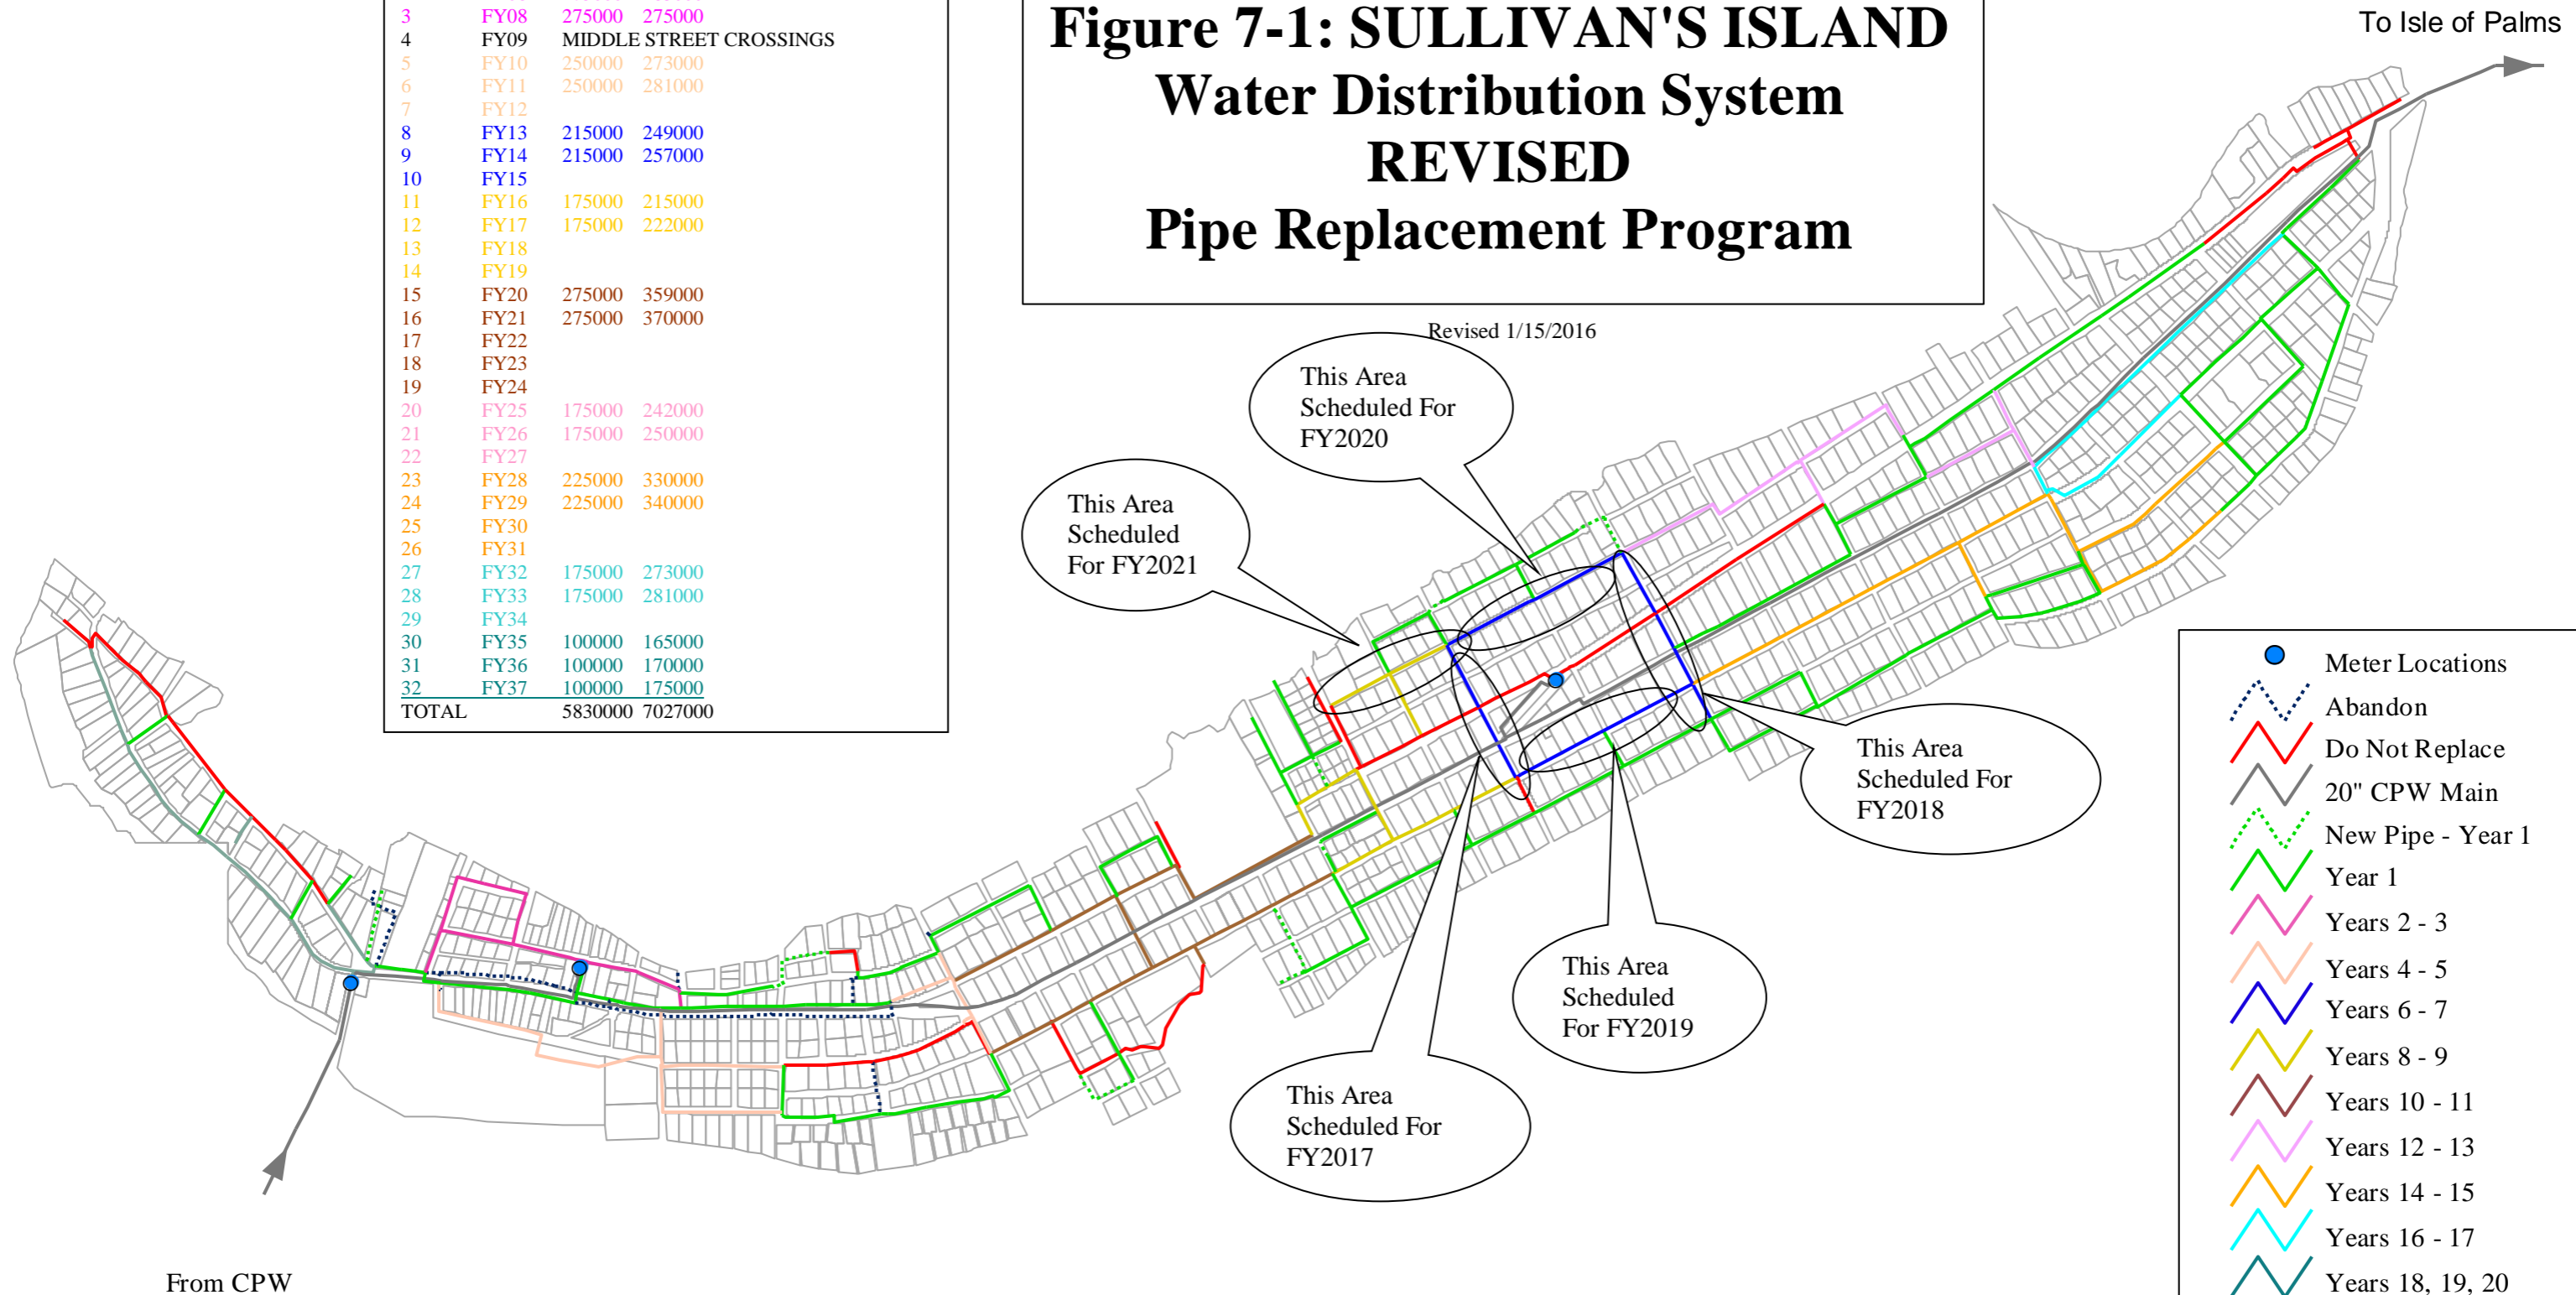 3 FY08 275000 275000
4 FY09 MIDDLE STREET CROSSINGS
5 FY10 250000 273000
6 FY11 250000 281000
7 FY12
8 FY13 215000 249000
9 FY14 215000 257000
10 FY15
11 FY16 175000 215000
12 FY17 175000 222000
13 FY18
14 FY19
15 FY20 275000 359000
16 FY21 275000 370000
17 FY22
18 FY23
19 FY24
20 FY25 175000 242000
21 FY26 175000 250000
22 FY27
23 FY28 225000 330000
24 FY29 225000 340000
25 FY30
26 FY31
27 FY32 175000 273000
28 FY33 175000 281000
29 FY34
30 FY35 100000 165000
31 FY36 100000 170000
32 FY37 100000 175000
TOTAL 5830000 7027000
Figure 7-1: SULLIVAN'S ISLAND
Water Distribution System
REVISED
Pipe Replacement Program
Revised 1/15/2016
To Isle of Palms
This Area
Scheduled For
FY2020
This Area
Scheduled
For FY2021
This Area
Scheduled For
FY2018
This Area
Scheduled
For FY2019
This Area
Scheduled For
FY2017
From CPW
Meter Locations
Abandon
Do Not Replace
20" CPW Main
New Pipe - Year 1
Year 1
Years 2 - 3
Years 4 - 5
Years 6 - 7
Years 8 - 9
Years 10 - 11
Years 12 - 13
Years 14 - 15
Years 16 - 17
Years 18, 19, 20